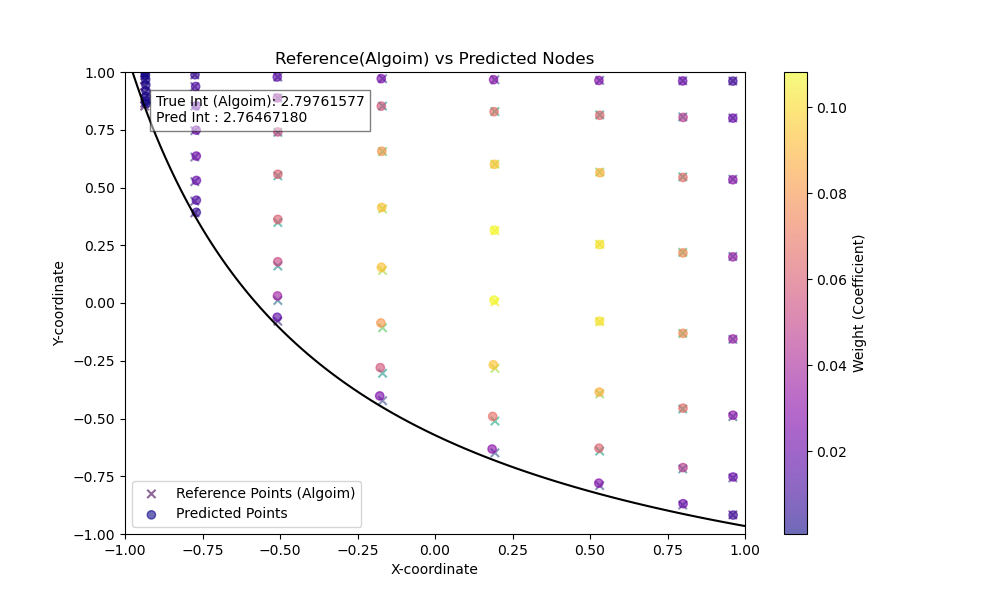 Reference(Algoim) vs Predicted Nodes
True Int (Algoim): 2.79761577
Pred Int : 2.76467180
1.00
0.75
0.50
0.25
0.00
−0.25
−0.50
−0.75
−1.00
Y-coordinate
Reference Points (Algoim)
Predicted Points
−1.00 −0.75 −0.50 −0.25 0.00 0.25 0.50 0.75 1.00
X-coordinate
0.10
0.08
0.06
0.04
0.02
Weight (Coefficient)